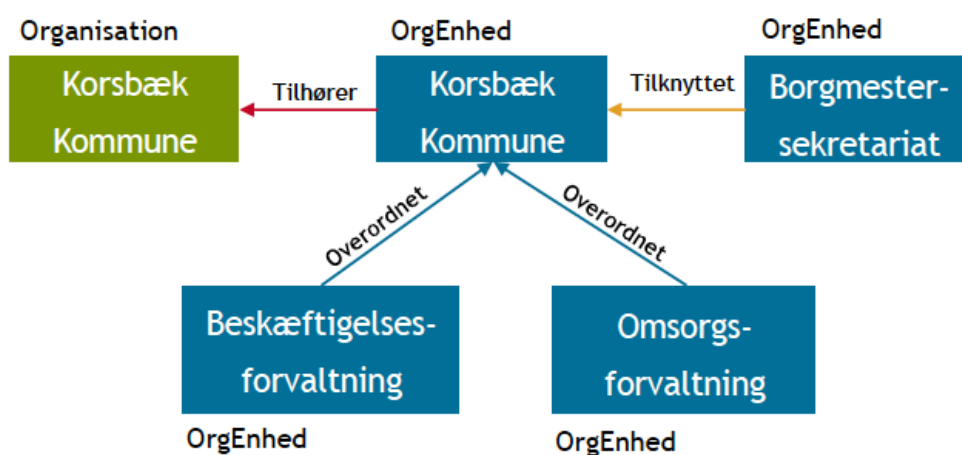 Organisation
OrgEnhed
OrgEnhed
Korsbæk
Kommune
Tilhører
Korsbæk
Kommune
Tilknyttet
Borgmester-
sekretariat
Overordnet
Overordnet
Beskæftigelses-
forvaltning
Omsorgs-
forvaltning
OrgEnhed
OrgEnhed